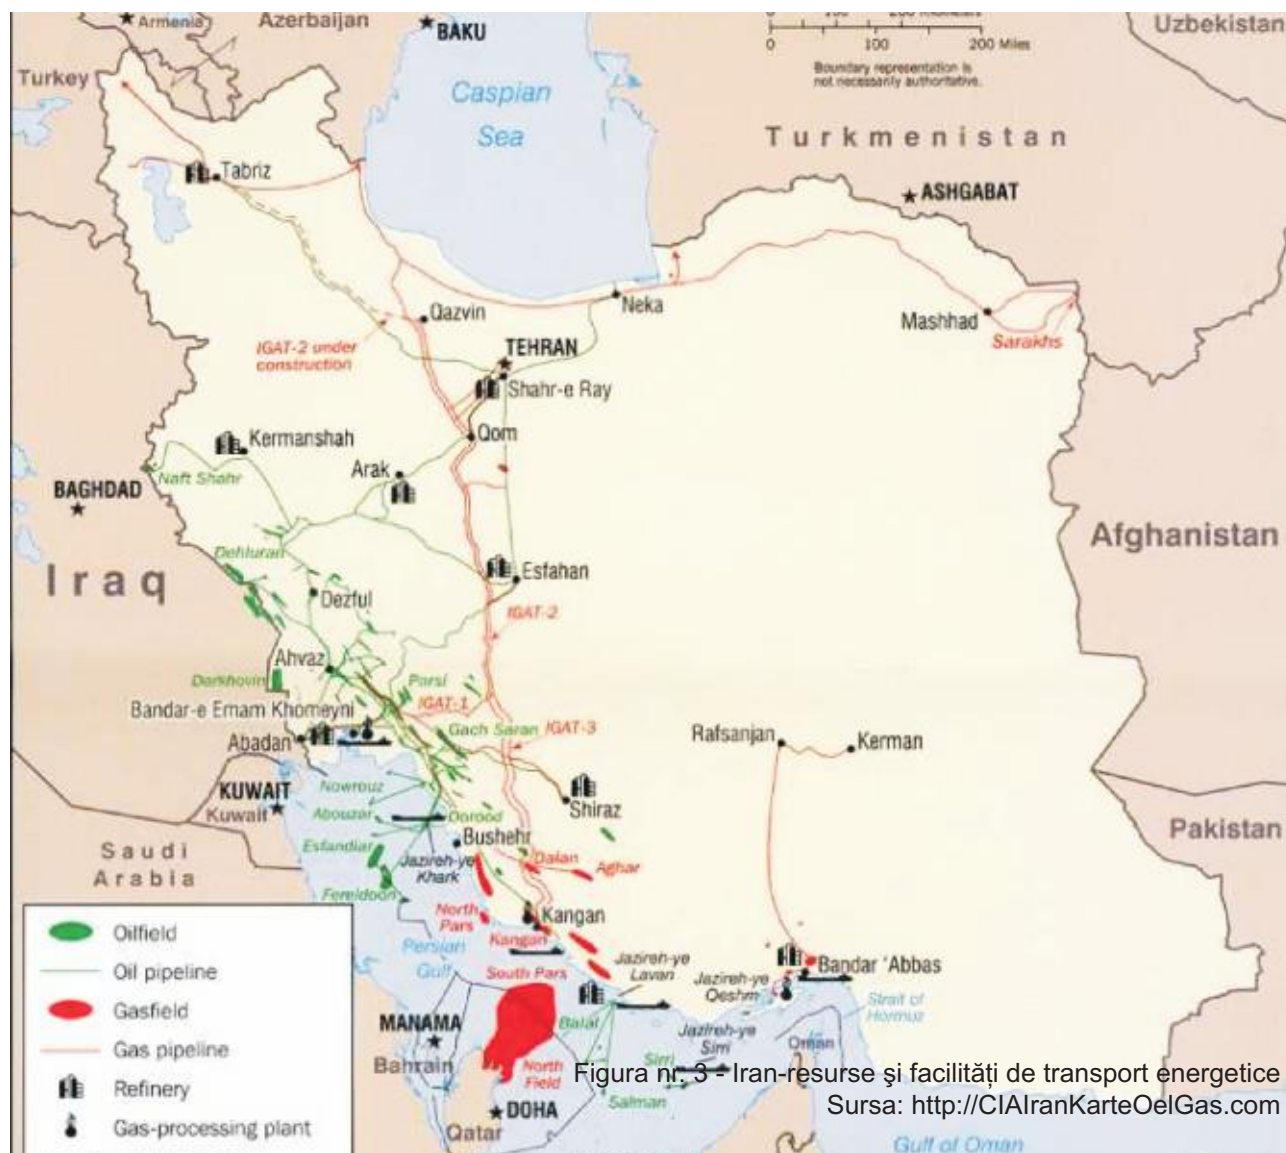 Armenia
Azerbaijan
BAKU
0 100 200 Kilometers
0 100 200 Miles
Boundary representation is
not necessarily authoritative.
Uzbekistan
Turkey
Caspian
Sea
Turkmenistan
ASHGABAT
Tabriz
Neka
Qazvin
Mashhad
Sarakhs
IGAT-2 under
construction
TEHRAN
Shahr-e Ray
Kermanshah
Qom
Arak
Naft Shahr
BAGHDAD
Afghanistan
Dehluran
Esfahan
Iraq
Dezful
IGAT-2
Ahvaz
Darkhovin
Parsi
IGAT-1
Bandar-e Emam Khomeyni
Gach Saran
IGAT-3
Abadan
Rafsanjan
Kerman
KUWAIT
Kuwait
Nowrouz
Abouzar
Dorood
Shiraz
Pakistan
Saudi
Arabia
Esfandiar
Bushehr
Jazireh-ye
Khark
Dalan
Aghar
Fereidoon
North
Pars
Kangan
Kangan
Persian
Gulf
South Pars
Jazireh-ye
Lavan
Jazireh-ye
Qeshm
Bandar 'Abbas
Strait of
Hormuz
MANAMA
Bahrain
Balal
Jazireh-ye
Sirri
Oman
North
Field
Sirri
Salman
DOHA
Qatar
Gulf of Oman
Oilfield
Oil pipeline
Gasfield
Gas pipeline
Refinery
Gas-processing plant
Figura nr. 3 - Iran-resurse şi facilităţi de transport energetice
Sursa: http://CIAIranKarteOelGas.com